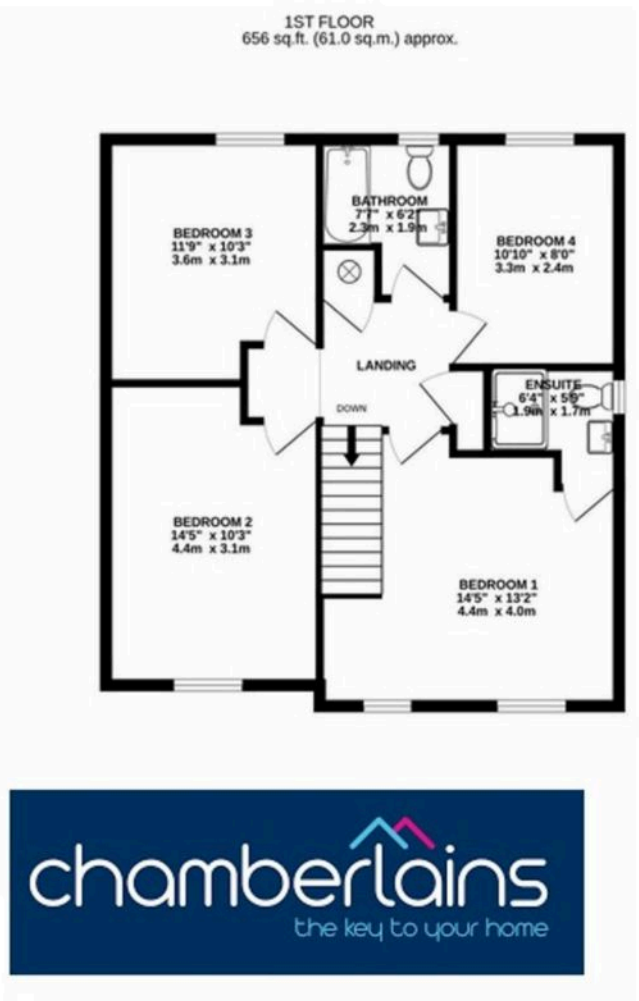 1ST FLOOR
656 sq.ft. (61.0 sq.m.) approx.
BATHROOM
7'7" x 6'2"
2.3m x 1.9m
BEDROOM 3
11'9" x 10'3"
3.6m x 3.1m
BEDROOM 4
10'10" x 8'0"
3.3m x 2.4m
LANDING
ENSUITE
6'4" x 5'9"
1.9m x 1.7m
DOWN
BEDROOM 2
14'5" x 10'3"
4.4m x 3.1m
BEDROOM 1
14'5" x 13'2"
4.4m x 4.0m
chamberlains
the key to your home